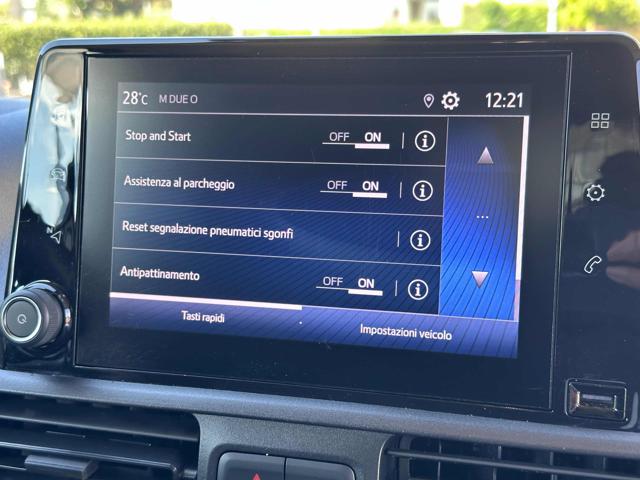 28°C M DUE O 12:21
Stop and Start OFF ON
Assistenza al parcheggio OFF ON
Reset segnalazione pneumatici sgonfi
Antipattinamento OFF ON
Tasti rapidi Impostazioni veicolo
N